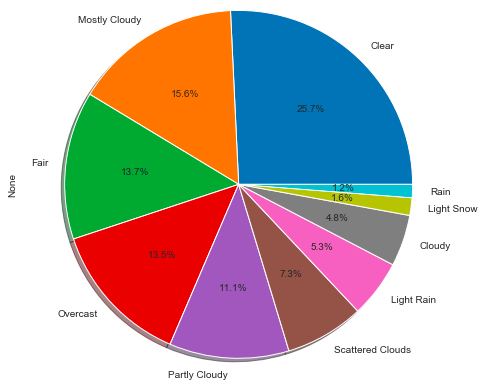 Mostly Cloudy
Clear
15.6%
25.7%
Fair
13.7%
None
1.2%
Rain
1.6%
Light Snow
4.8%
Cloudy
5.3%
13.5%
7.3%
11.1%
Light Rain
Overcast
Scattered Clouds
Partly Cloudy